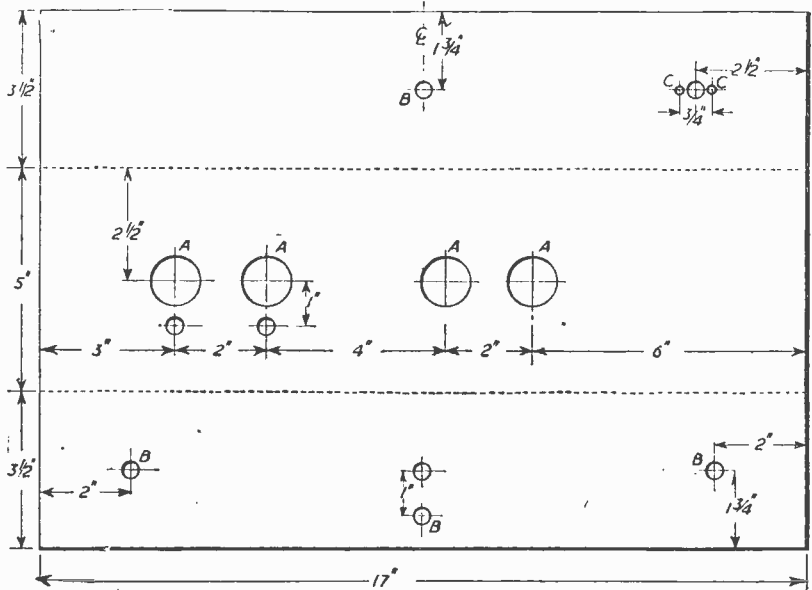 ℄
1 3/4"
3 1/2"
B
2 1/2"
C C
3/4"
2 1/2"
A A A A
5"
1"
3" 2" 4" 2" 6"
3 1/2"
B B
2"
2"
1"
1 3/4"
B
17"